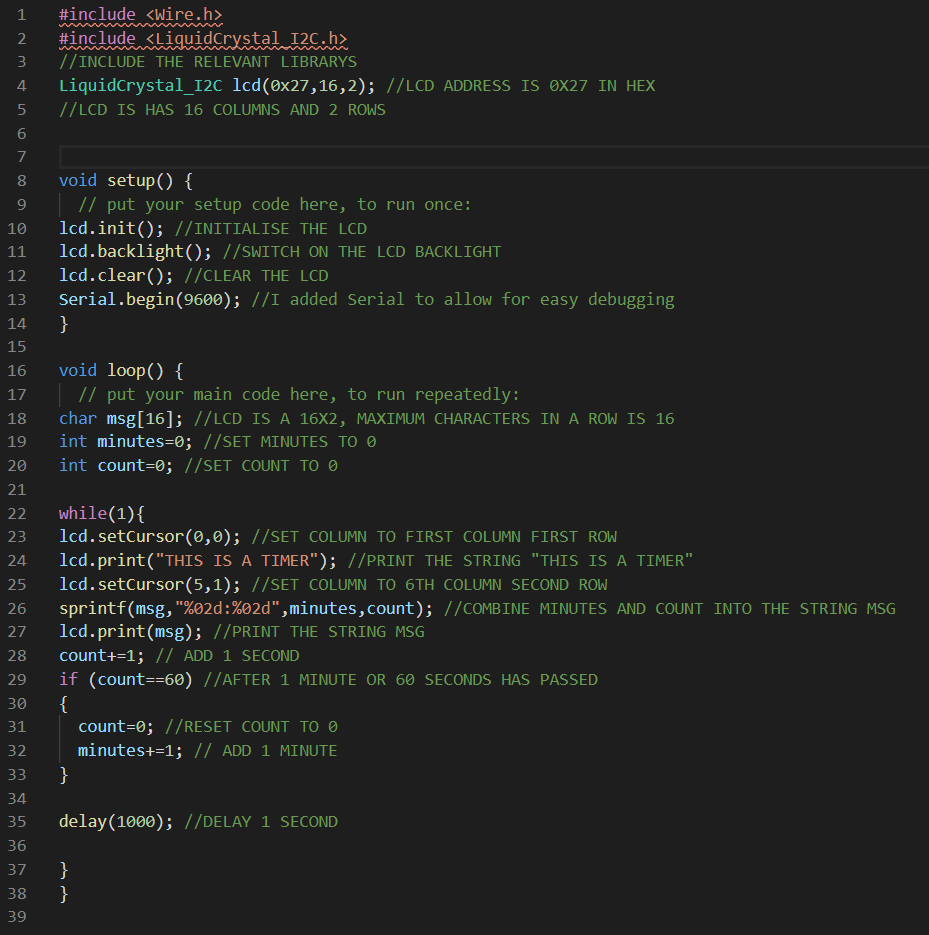 1 #include <Wire.h>
2 #include <LiquidCrystal_I2C.h>
3 //INCLUDE THE RELEVANT LIBRARYS
4 LiquidCrystal_I2C lcd(0x27,16,2); //LCD ADDRESS IS 0X27 IN HEX
5 //LCD IS HAS 16 COLUMNS AND 2 ROWS
6
7
8 void setup() {
9   // put your setup code here, to run once:
10 lcd.init(); //INITIALISE THE LCD
11 lcd.backlight(); //SWITCH ON THE LCD BACKLIGHT
12 lcd.clear(); //CLEAR THE LCD
13 Serial.begin(9600); //I added Serial to allow for easy debugging
14 }
15
16 void loop() {
17   // put your main code here, to run repeatedly:
18 char msg[16]; //LCD IS A 16X2, MAXIMUM CHARACTERS IN A ROW IS 16
19 int minutes=0; //SET MINUTES TO 0
20 int count=0; //SET COUNT TO 0
21
22 while(1){
23 lcd.setCursor(0,0); //SET COLUMN TO FIRST COLUMN FIRST ROW
24 lcd.print("THIS IS A TIMER"); //PRINT THE STRING "THIS IS A TIMER"
25 lcd.setCursor(5,1); //SET COLUMN TO 6TH COLUMN SECOND ROW
26 sprintf(msg,"%02d:%02d",minutes,count); //COMBINE MINUTES AND COUNT INTO THE STRING MSG
27 lcd.print(msg); //PRINT THE STRING MSG
28 count+=1; // ADD 1 SECOND
29 if (count==60) //AFTER 1 MINUTE OR 60 SECONDS HAS PASSED
30 {
31   count=0; //RESET COUNT TO 0
32   minutes+=1; // ADD 1 MINUTE
33 }
34
35 delay(1000); //DELAY 1 SECOND
36
37 }
38 }
39